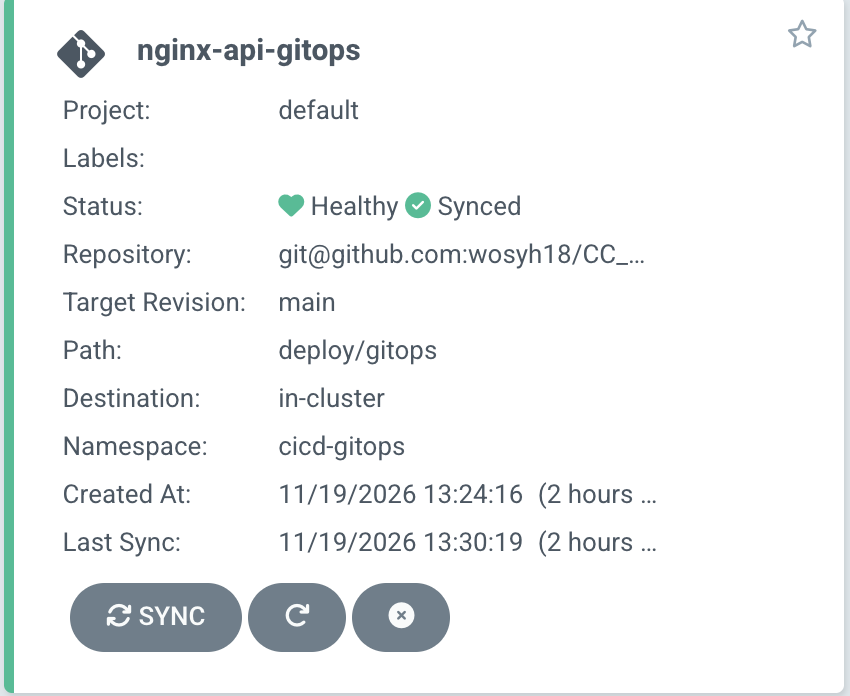 nginx-api-gitops
Project: default
Labels:
Status: Healthy Synced
Repository: git@github.com:wosyh18/CC_...
Target Revision: main
Path: deploy/gitops
Destination: in-cluster
Namespace: cicd-gitops
Created At: 11/19/2026 13:24:16 (2 hours ...
Last Sync: 11/19/2026 13:30:19 (2 hours ...
SYNC